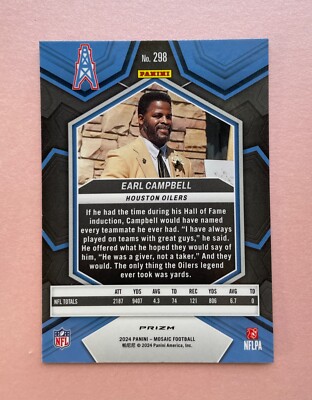 No. 298
PANINI
EARL CAMPBELL
HOUSTON OILERS
If he had the time during his Hall of Fame
induction, Campbell would have named
every teammate he ever had. "I have always
played on teams with great guys," he said.
He offered what he hoped they would say of
him, "He was a giver, not a taker." And they
would. The only thing the Oilers legend
ever took was yards.
ATT YDS AVG TD REC YDS AVG TD
NFL TOTALS 2187 9407 4.3 74 121 806 6.7 0
PRIZM
2024 PANINI – MOSAIC FOOTBALL
© 2024 Panini America, Inc.
NFL
NFLPA